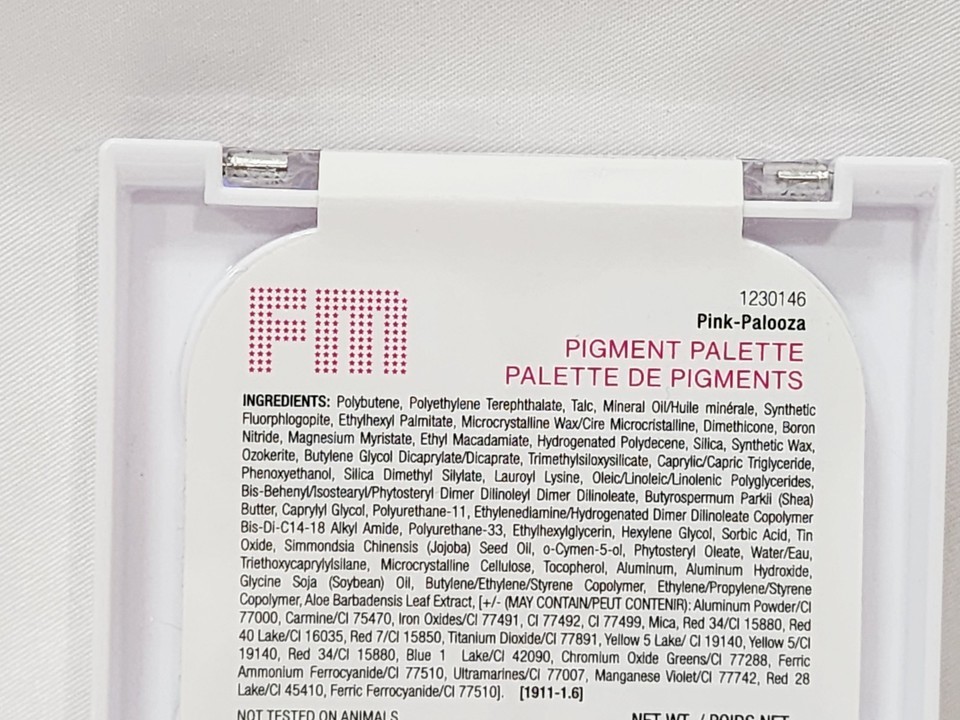 FM
1230146
Pink-Palooza
PIGMENT PALETTE
PALETTE DE PIGMENTS
INGREDIENTS: Polybutene, Polyethylene Terephthalate, Talc, Mineral Oil/Huile minérale, Synthetic
Fluorphlogopite, Ethylhexyl Palmitate, Microcrystalline Wax/Cire Microcristalline, Dimethicone, Boron
Nitride, Magnesium Myristate, Ethyl Macadamiate, Hydrogenated Polydecene, Silica, Synthetic Wax,
Ozokerite, Butylene Glycol Dicaprylate/Dicaprate, Trimethylsiloxysilicate, Caprylic/Capric Triglyceride,
Phenoxyethanol, Silica Dimethyl Silylate, Lauroyl Lysine, Oleic/Linoleic/Linolenic Polyglycerides,
Bis-Behenyl/Isostearyl/Phytosteryl Dimer Dilinoleyl Dimer Dilinoleate, Butyrospermum Parkii (Shea)
Butter, Caprylyl Glycol, Polyurethane-11, Ethylenediamine/Hydrogenated Dimer Dilinoleate Copolymer
Bis-Di-C14-18 Alkyl Amide, Polyurethane-33, Ethylhexylglycerin, Hexylene Glycol, Sorbic Acid, Tin
Oxide, Simmondsia Chinensis (Jojoba) Seed Oil, o-Cymen-5-ol, Phytosteryl Oleate, Water/Eau,
Triethoxycaprylylsilane, Microcrystalline Cellulose, Tocopherol, Aluminum, Aluminum Hydroxide,
Glycine Soja (Soybean) Oil, Butylene/Ethylene/Styrene Copolymer, Ethylene/Propylene/Styrene
Copolymer, Aloe Barbadensis Leaf Extract, [+/- (MAY CONTAIN/PEUT CONTENIR): Aluminum Powder/CI
77000, Carmine/CI 75470, Iron Oxides/CI 77491, CI 77492, CI 77499, Mica, Red 34/CI 15880, Red
40 Lake/CI 16035, Red 7/CI 15850, Titanium Dioxide/CI 77891, Yellow 5 Lake/ CI 19140, Yellow 5/CI
19140, Red 34/CI 15880, Blue 1 Lake/CI 42090, Chromium Oxide Greens/CI 77288, Ferric
Ammonium Ferrocyanide/CI 77510, Ultramarines/CI 77007, Manganese Violet/CI 77742, Red 28
Lake/CI 45410, Ferric Ferrocyanide/CI 77510]. [1911-1.6]
NOT TESTED ON ANIMALS
NET WT. / POIDS NET